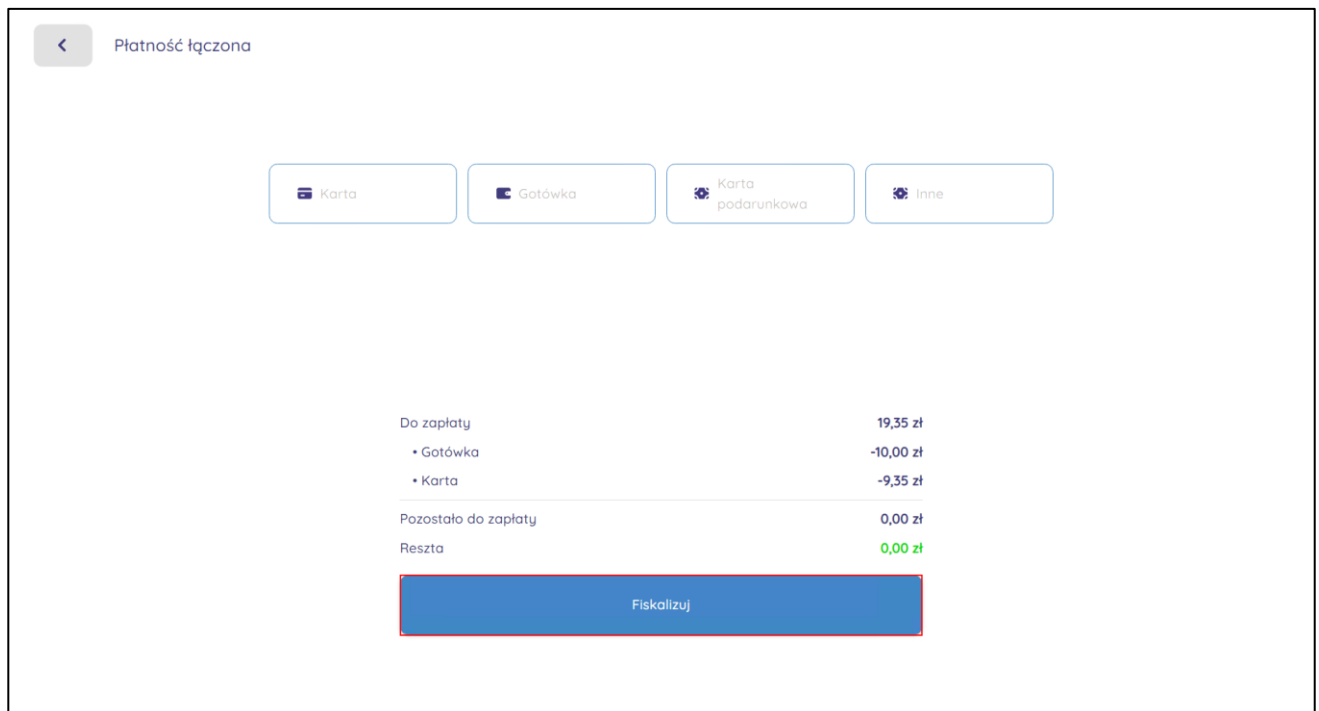 Płatność łączona
Karta
Gotówka
Karta
podarunkowa
Inne
Do zapłaty 19,35 zł
• Gotówka -10,00 zł
• Karta -9,35 zł
Pozostało do zapłaty 0,00 zł
Reszta 0,00 zł
Fiskalizuj